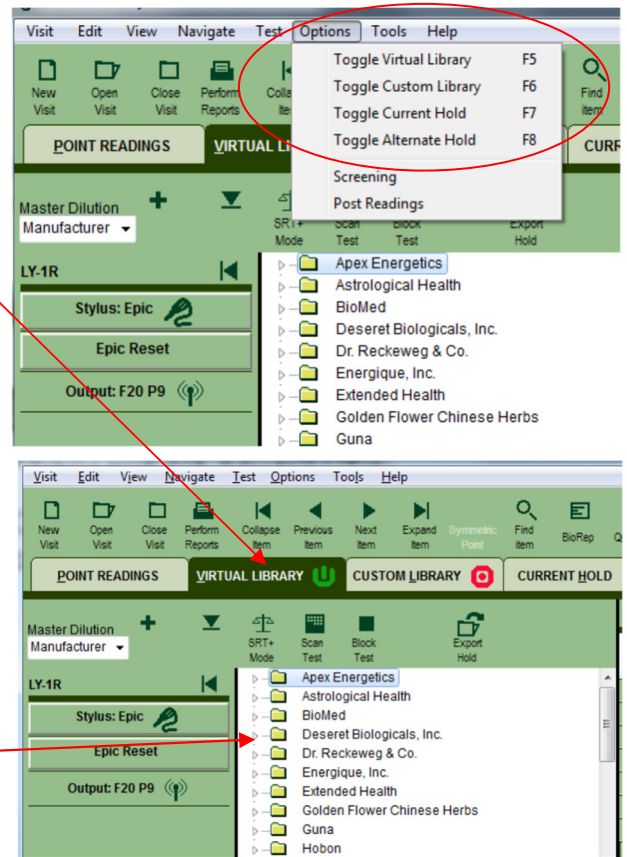 Visit Edit View Navigate Test Options Tools Help
Toggle Virtual Library F5
Toggle Custom Library F6
Toggle Current Hold F7
Toggle Alternate Hold F8
Screening
Post Readings
New Visit
Open Visit
Close Visit
Perform Reports
Find item
POINT READINGS
Master Dilution
Manufacturer
SRT+ Mode
Scan Test
Block Test
Export Hold
LY-1R
Stylus: Epic
Epic Reset
Output: F20 P9
Apex Energetics
Astrological Health
BioMed
Deseret Biologicals, Inc.
Dr. Reckeweg & Co.
Energique, Inc.
Extended Health
Golden Flower Chinese Herbs
Guna
Visit Edit View Navigate Test Options Tools Help
New Visit
Open Visit
Close Visit
Perform Reports
Collapse Item
Previous Item
Next Item
Expand Item
Symmetric Point
Find item
BioRep
POINT READINGS VIRTUAL LIBRARY CUSTOM LIBRARY CURRENT HOLD
Master Dilution
Manufacturer
SRT+ Mode
Scan Test
Block Test
Export Hold
LY-1R
Stylus: Epic
Epic Reset
Output: F20 P9
Apex Energetics
Astrological Health
BioMed
Deseret Biologicals, Inc.
Dr. Reckeweg & Co.
Energique, Inc.
Extended Health
Golden Flower Chinese Herbs
Guna
Hobon